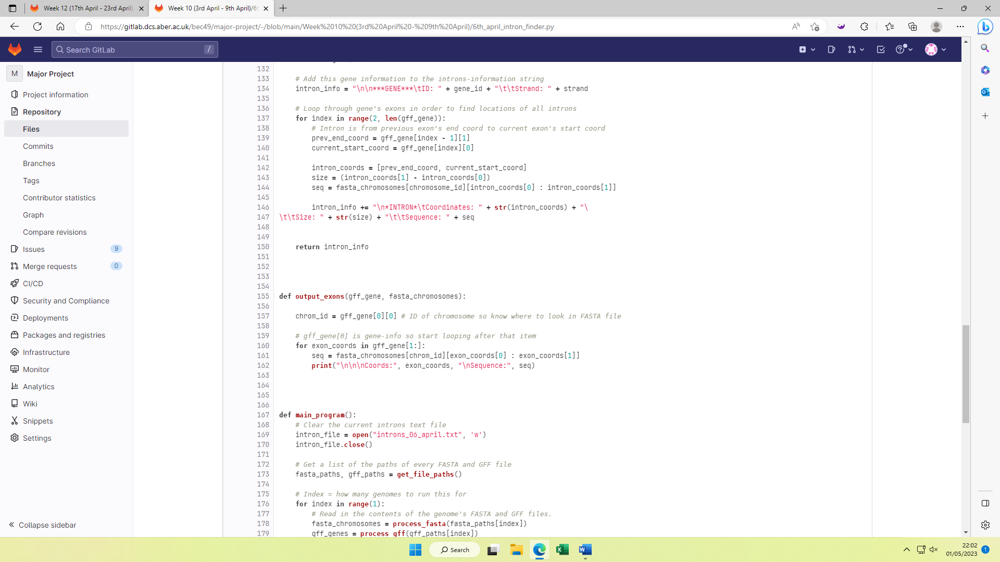 Week 12 (17th April - 23rd April)
Week 10 (3rd April - 9th April)/6t
https://gitlab.dcs.aber.ac.uk/bec49/major-project/-/blob/main/Week%2010%20(3rd%20April%20-%209th%20April)/6th_april_intron_finder.py
Search GitLab
/
M Major Project
Project information
Repository
Files
Commits
Branches
Tags
Contributor statistics
Graph
Compare revisions
Issues 9
Merge requests 0
CI/CD
Security and Compliance
Deployments
Packages and registries
Infrastructure
Monitor
Analytics
Wiki
Snippets
Settings
Collapse sidebar
132
133     # Add this gene information to the introns-information string
134     intron_info = "\n\n***GENE***\tID: " + gene_id + "\t\tStrand: " + strand
135
136     # Loop through gene's exons in order to find locations of all introns
137     for index in range(2, len(gff_gene)):
138         # Intron is from previous exon's end coord to current exon's start coord
139         prev_end_coord = gff_gene[index - 1][1]
140         current_start_coord = gff_gene[index][0]
141
142         intron_coords = [prev_end_coord, current_start_coord]
143         size = (intron_coords[1] - intron_coords[0])
144         seq = fasta_chromosomes[chromosome_id][intron_coords[0] : intron_coords[1]]
145
146         intron_info += "\n*INTRON*\tCoordinates: " + str(intron_coords) + "\
147 \t\tSize: " + str(size) + "\t\tSequence: " + seq
148
149
150     return intron_info
151
152
153
154
155 def output_exons(gff_gene, fasta_chromosomes):
156
157     chrom_id = gff_gene[0][0] # ID of chromosome so know where to look in FASTA file
158
159     # gff_gene[0] is gene-info so start looping after that item
160     for exon_coords in gff_gene[1:]:
161         seq = fasta_chromosomes[chrom_id][exon_coords[0] : exon_coords[1]]
162         print("\n\n\nCoords:", exon_coords, "\nSequence:", seq)
163
164
165
166
167 def main_program():
168     # Clear the current introns text file
169     intron_file = open("introns_06_april.txt", 'w')
170     intron_file.close()
171
172     # Get a list of the paths of every FASTA and GFF file
173     fasta_paths, gff_paths = get_file_paths()
174
175     # Index = how many genomes to run this for
176     for index in range(1):
177         # Read in the contents of the genome's FASTA and GFF files.
178         fasta_chromosomes = process_fasta(fasta_paths[index])
179         gff_genes = process_gff(gff_paths[index])
Search
22:02
01/05/2023
1